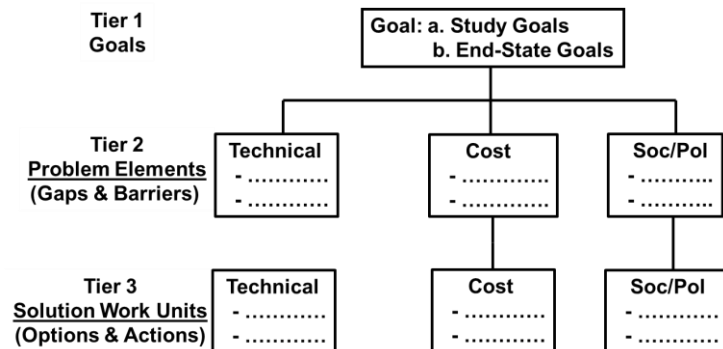 Tier 1
Goals
Goal: a. Study Goals
b. End-State Goals
Tier 2
Problem Elements
(Gaps & Barriers)
Technical
- ............
- ............
Cost
- ............
- ............
Soc/Pol
- ..........
- ..........
Tier 3
Solution Work Units
(Options & Actions)
Technical
- ............
- ............
Cost
- ...........
- ...........
Soc/Pol
- ...........
- ...........